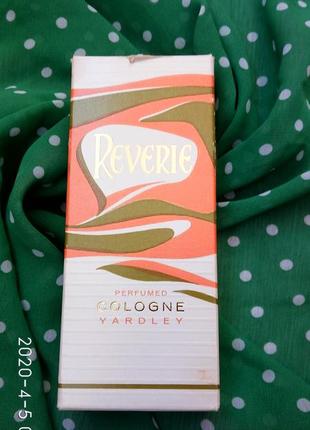 REVERIE
PERFUMED
COLOGNE
YARDLEY
2020-4-5